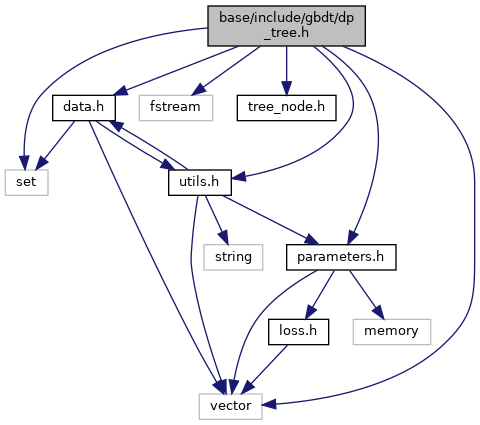 base/include/gbdt/dp
_tree.h
data.h
fstream
tree_node.h
set
utils.h
string
parameters.h
loss.h
memory
vector